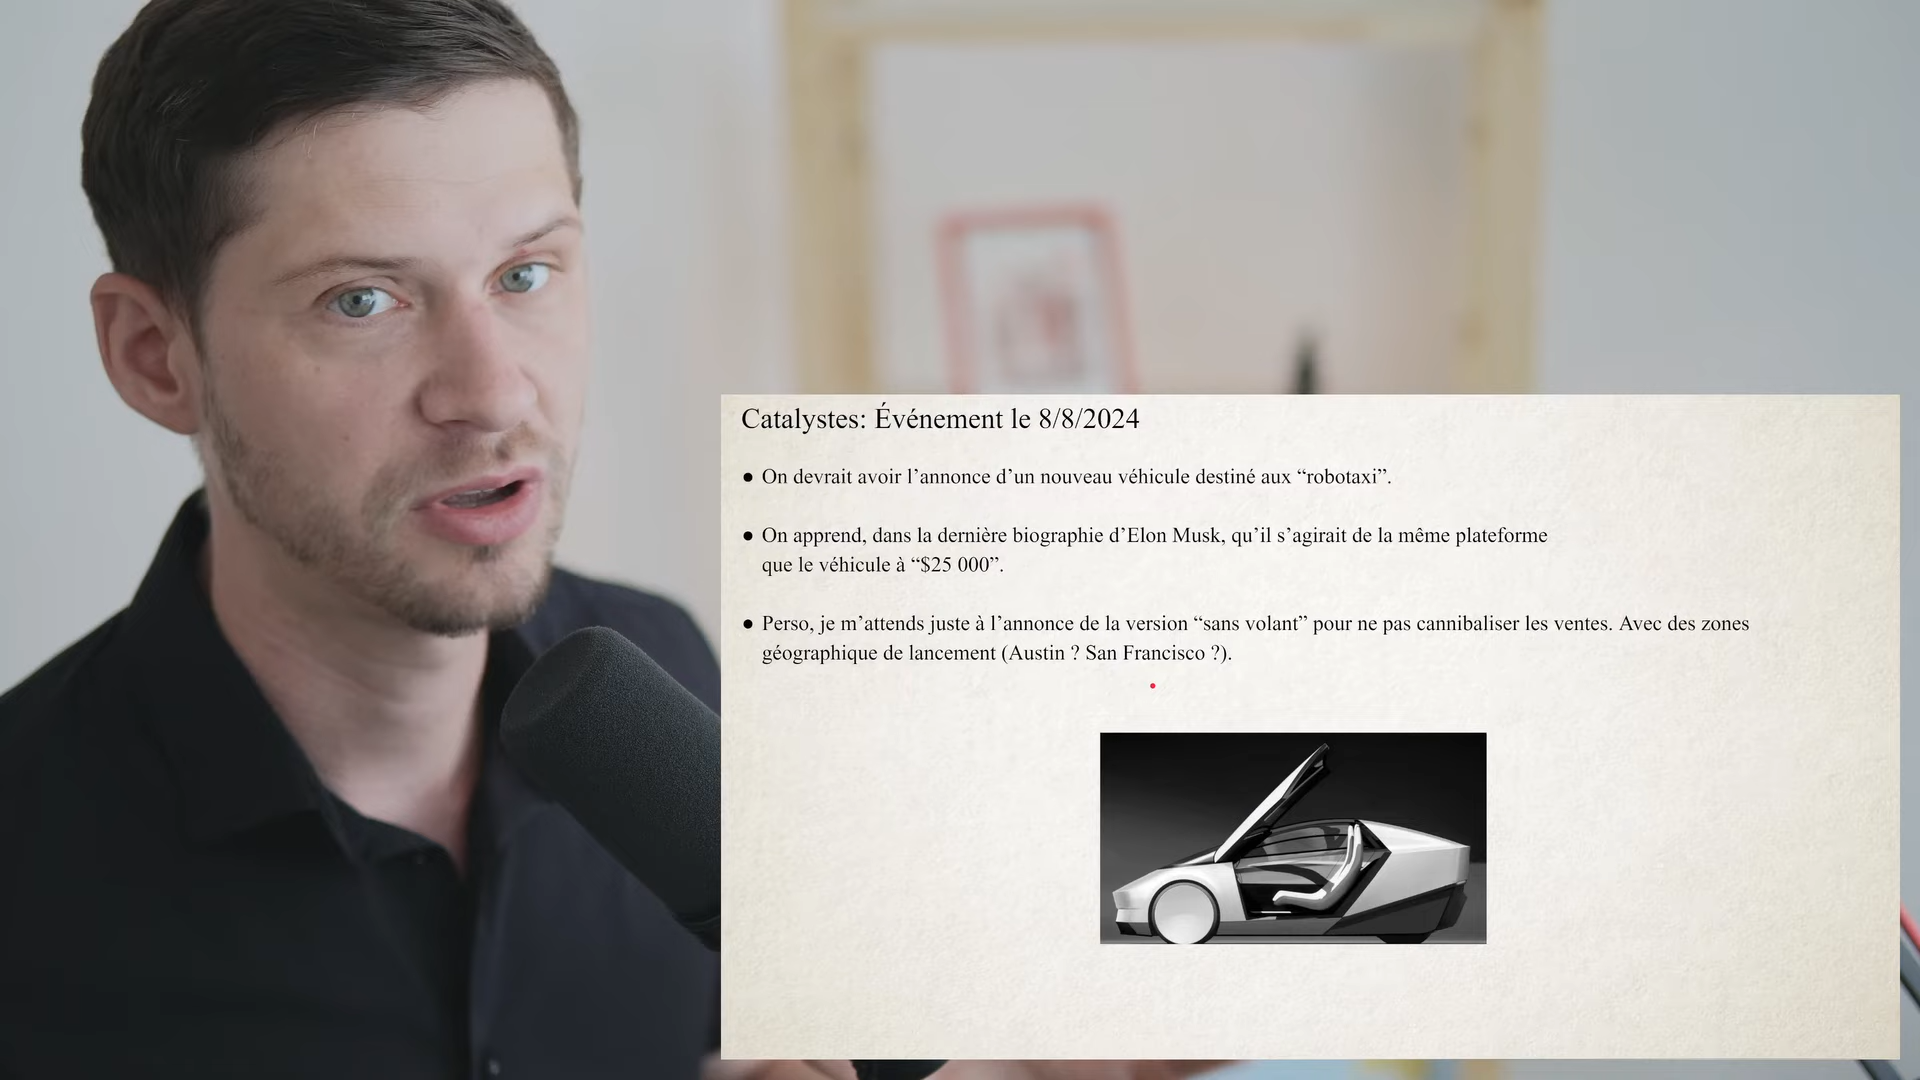 Catalystes: Événement le 8/8/2024
● On devrait avoir l’annonce d’un nouveau véhicule destiné aux “robotaxi”.
● On apprend, dans la dernière biographie d’Elon Musk, qu’il s’agirait de la même plateforme
que le véhicule à “$25 000”.
● Perso, je m’attends juste à l’annonce de la version “sans volant” pour ne pas cannibaliser les ventes. Avec des zones
géographique de lancement (Austin ? San Francisco ?).